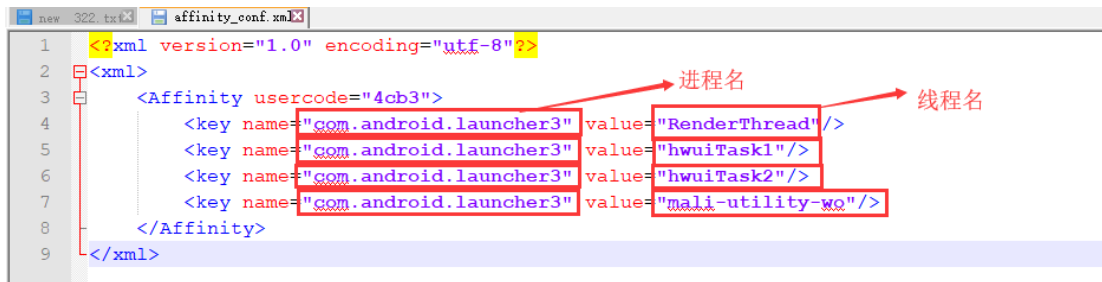 new 322.txt affinity_conf.xml
1 <?xml version="1.0" encoding="utf-8"?>
2 <xml>
进程名
线程名
3 <Affinity usercode="4cb3">
4 <key name="com.android.launcher3" value="RenderThread"/>
5 <key name="com.android.launcher3" value="hwuiTask1"/>
6 <key name="com.android.launcher3" value="hwuiTask2"/>
7 <key name="com.android.launcher3" value="mali-utility-wo"/>
8 </Affinity>
9 </xml>